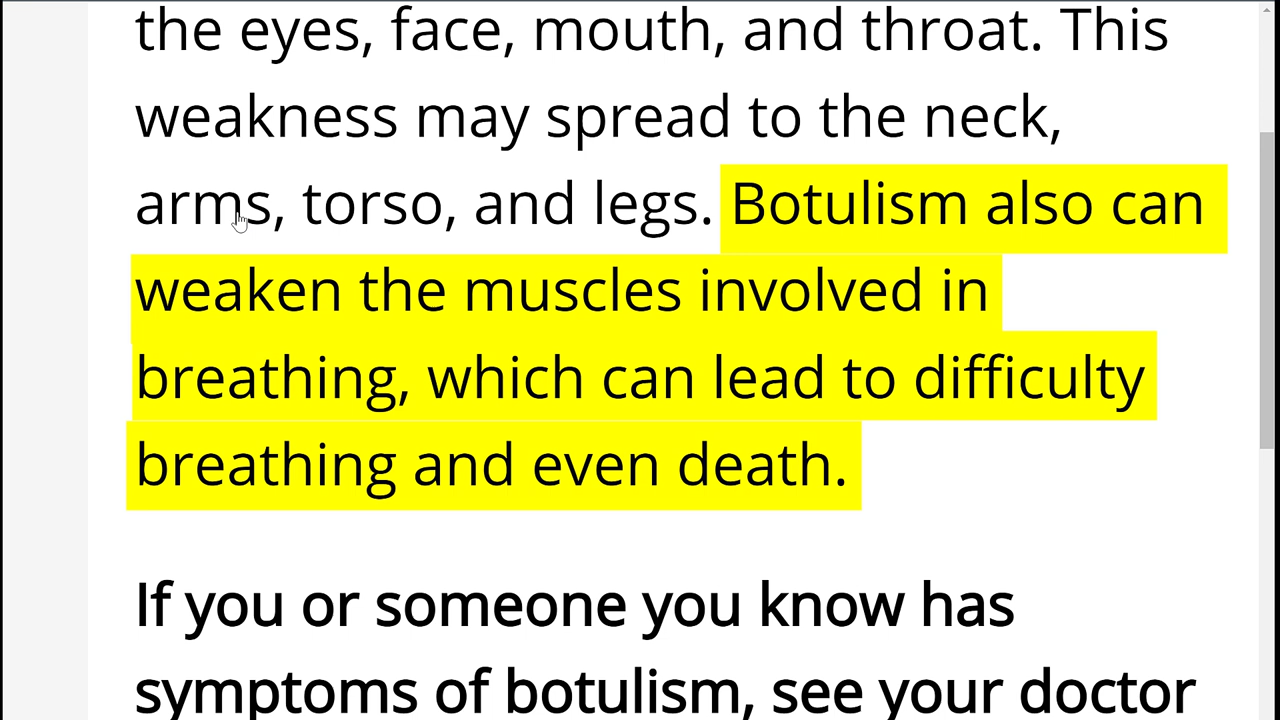 the eyes, face, mouth, and throat. This
weakness may spread to the neck,
arms, torso, and legs. Botulism also can
weaken the muscles involved in
breathing, which can lead to difficulty
breathing and even death.
If you or someone you know has
symptoms of botulism, see your doctor